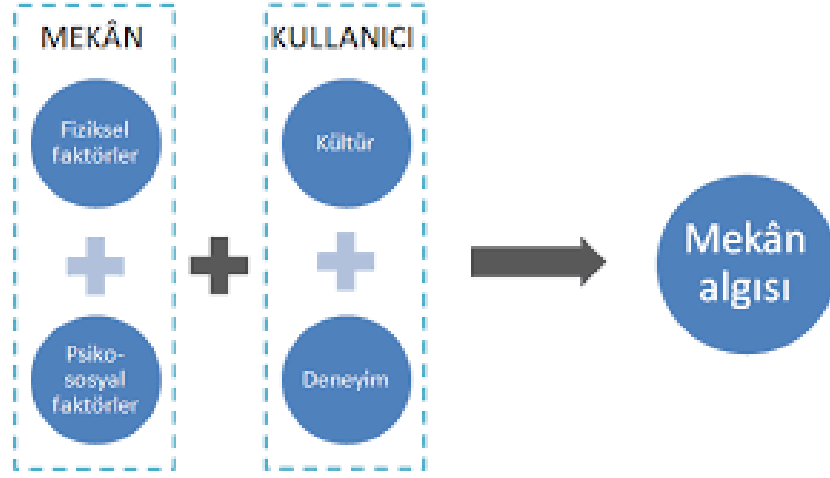 MEKÂN
Fiziksel
faktörler
Psiko-
sosyal
faktörler
KULLANICI
Kültür
Deneyim
Mekân
algısı